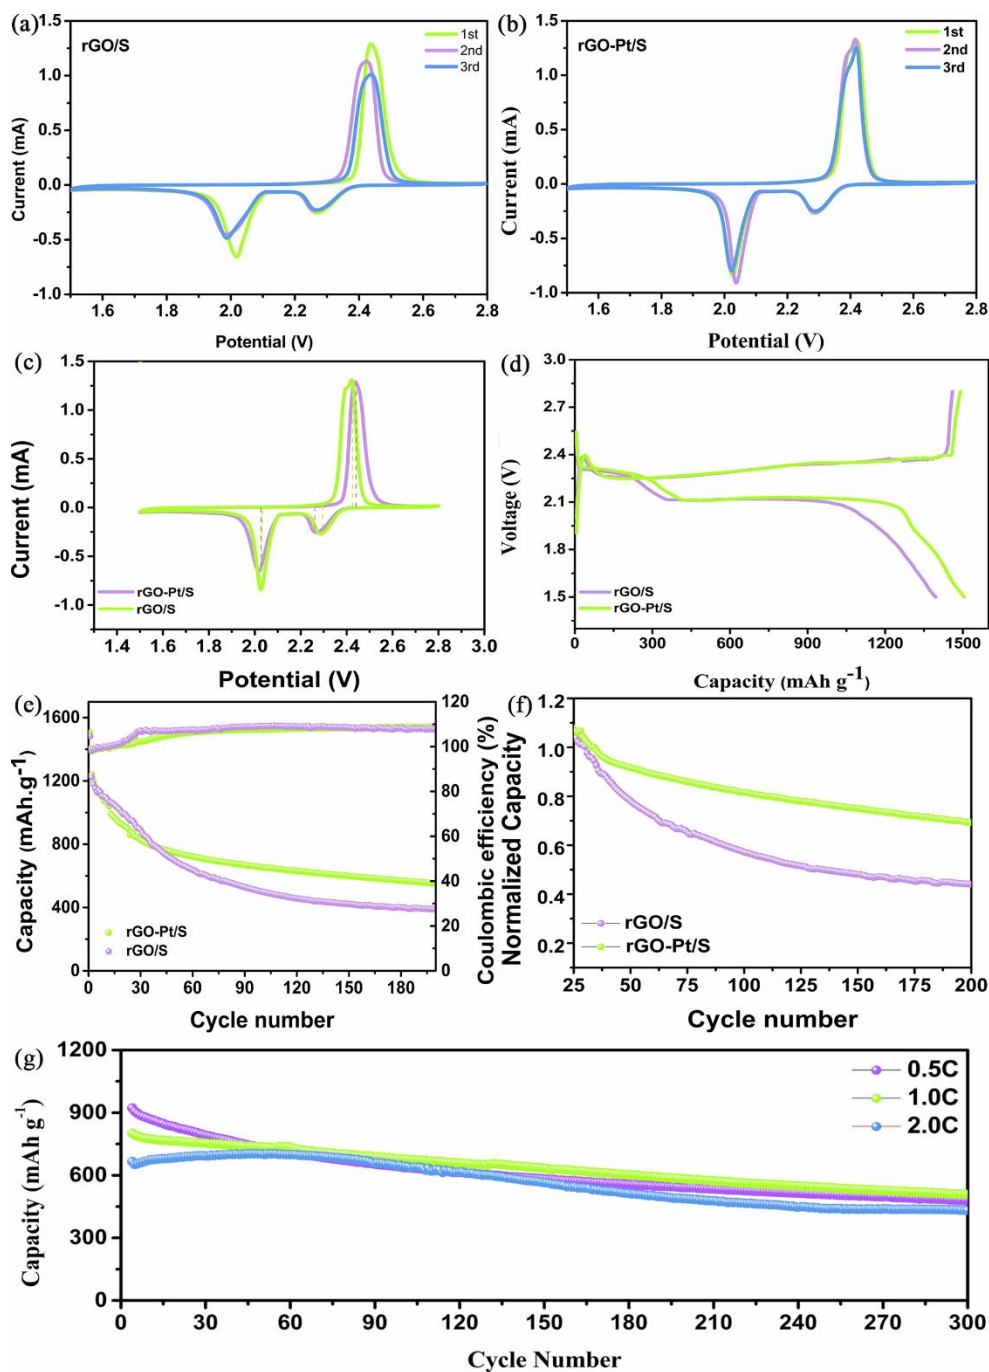 (a)
rGO/S
1st
2nd
3rd
1.5
1.0
0.5
0.0
-0.5
-1.0
Current (mA)
1.6
1.8
2.0
2.2
2.4
2.6
2.8
Potential (V)
(b)
rGO-Pt/S
1st
2nd
3rd
1.5
1.0
0.5
0.0
-0.5
-1.0
Current (mA)
1.6
1.8
2.0
2.2
2.4
2.6
2.8
Potential (V)
(c)
1.5
1.0
0.5
0.0
-0.5
-1.0
Current (mA)
rGO-Pt/S
rGO/S
1.4
1.6
1.8
2.0
2.2
2.4
2.6
2.8
3.0
Potential (V)
(d)
3.0
2.7
2.4
2.1
1.8
1.5
Voltage (V)
rGO/S
rGO-Pt/S
0
300
600
900
1200
1500
Capacity (mAh g-1)
(e)
1600
1200
800
400
0
Capacity (mAh.g-1)
120
100
80
60
40
20
0
Coulombic efficiency (%)
rGO-Pt/S
rGO/S
0
30
60
90
120
150
180
Cycle number
(f)
1.2
1.0
0.8
0.6
0.4
0.2
Normalized Capacity
rGO/S
rGO-Pt/S
25
50
75
100
125
150
175
200
Cycle number
(g)
1200
900
600
300
0
Capacity (mAh g-1)
0.5C
1.0C
2.0C
0
30
60
90
120
150
180
210
240
270
300
Cycle Number